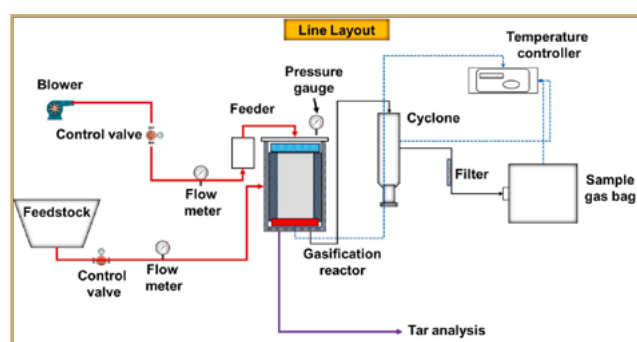 Line Layout
Temperature
controller
Pressure
gauge
Blower
Feeder
Cyclone
Control valve
Flow
meter
Filter
Sample
gas bag
Feedstock
Gasification
reactor
Control
valve
Flow
meter
Tar analysis